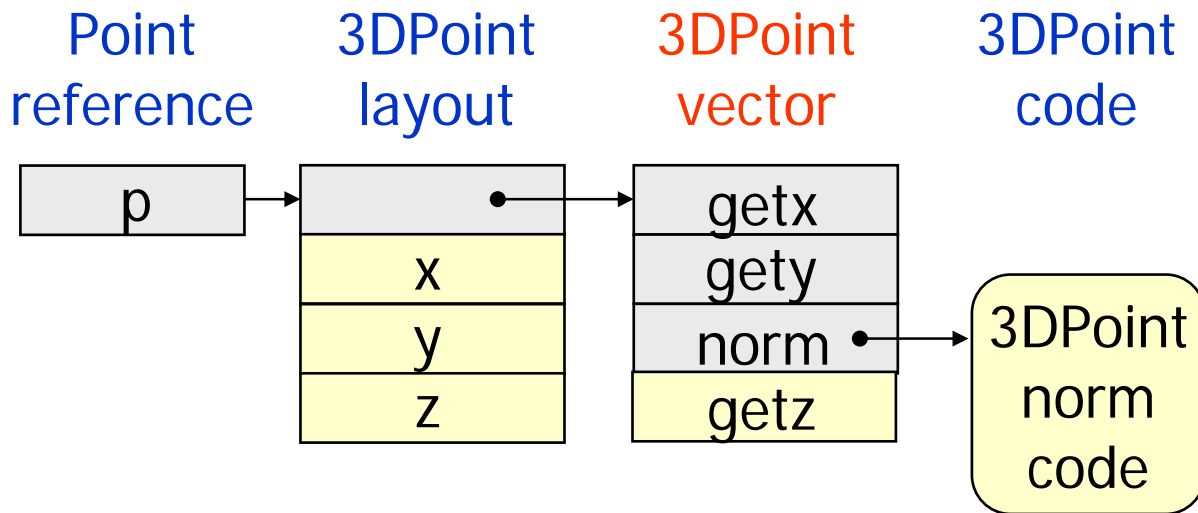 Point
reference
3DPoint
layout
3DPoint
vector
3DPoint
code
p
x
y
z
getx
gety
norm
getz
3DPoint
norm
code